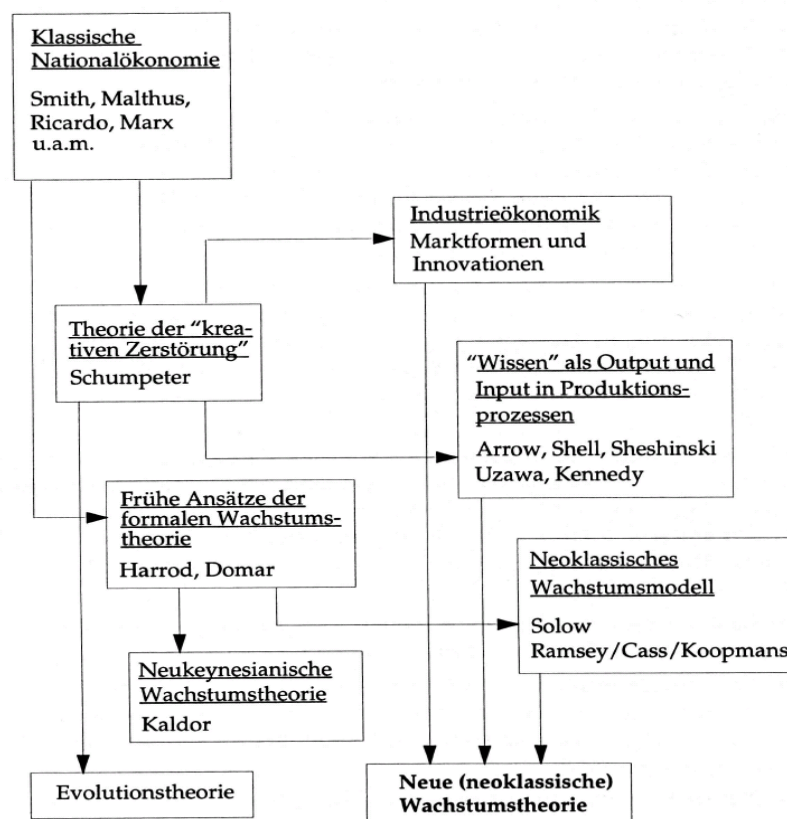 Klassische
Nationalökonomie
Smith, Malthus,
Ricardo, Marx
u.a.m.
Industrieökonomik
Marktformen und
Innovationen
Theorie der “krea-
tiven Zerstörung”
Schumpeter
“Wissen” als Output und
Input in Produktions-
prozessen
Arrow, Shell, Sheshinski
Uzawa, Kennedy
Frühe Ansätze der
formalen Wachstums-
theorie
Harrod, Domar
Neoklassisches
Wachstumsmodell
Solow
Ramsey/Cass/Koopmans
Neukeynesianische
Wachstumstheorie
Kaldor
Evolutionstheorie
Neue (neoklassische)
Wachstumstheorie